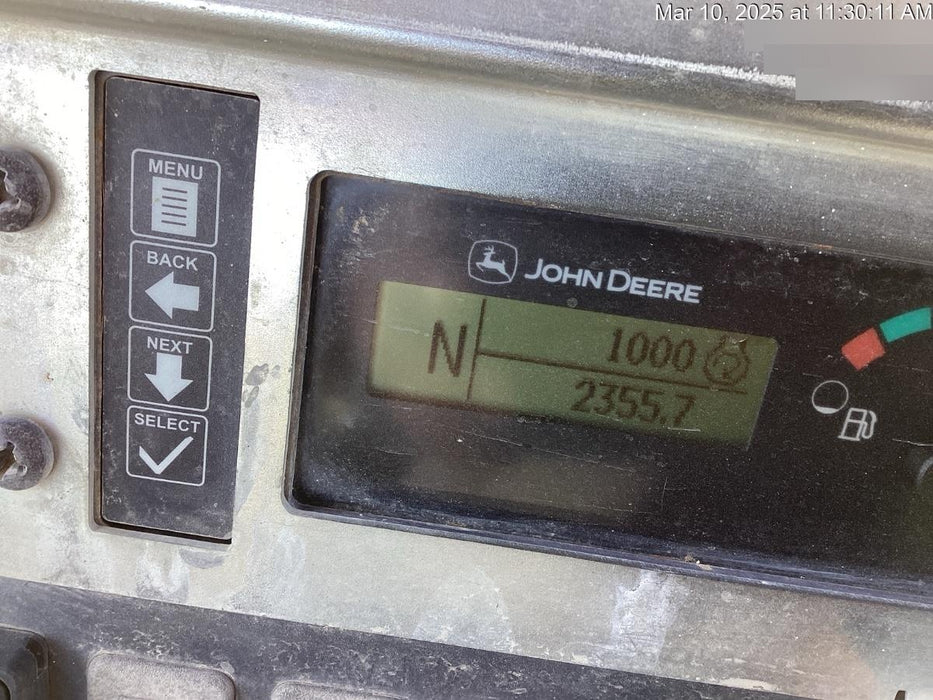 Mar 10, 2025 at 11:30:11 AM
MENU
BACK
NEXT
SELECT
JOHN DEERE
N
1000
2355.7